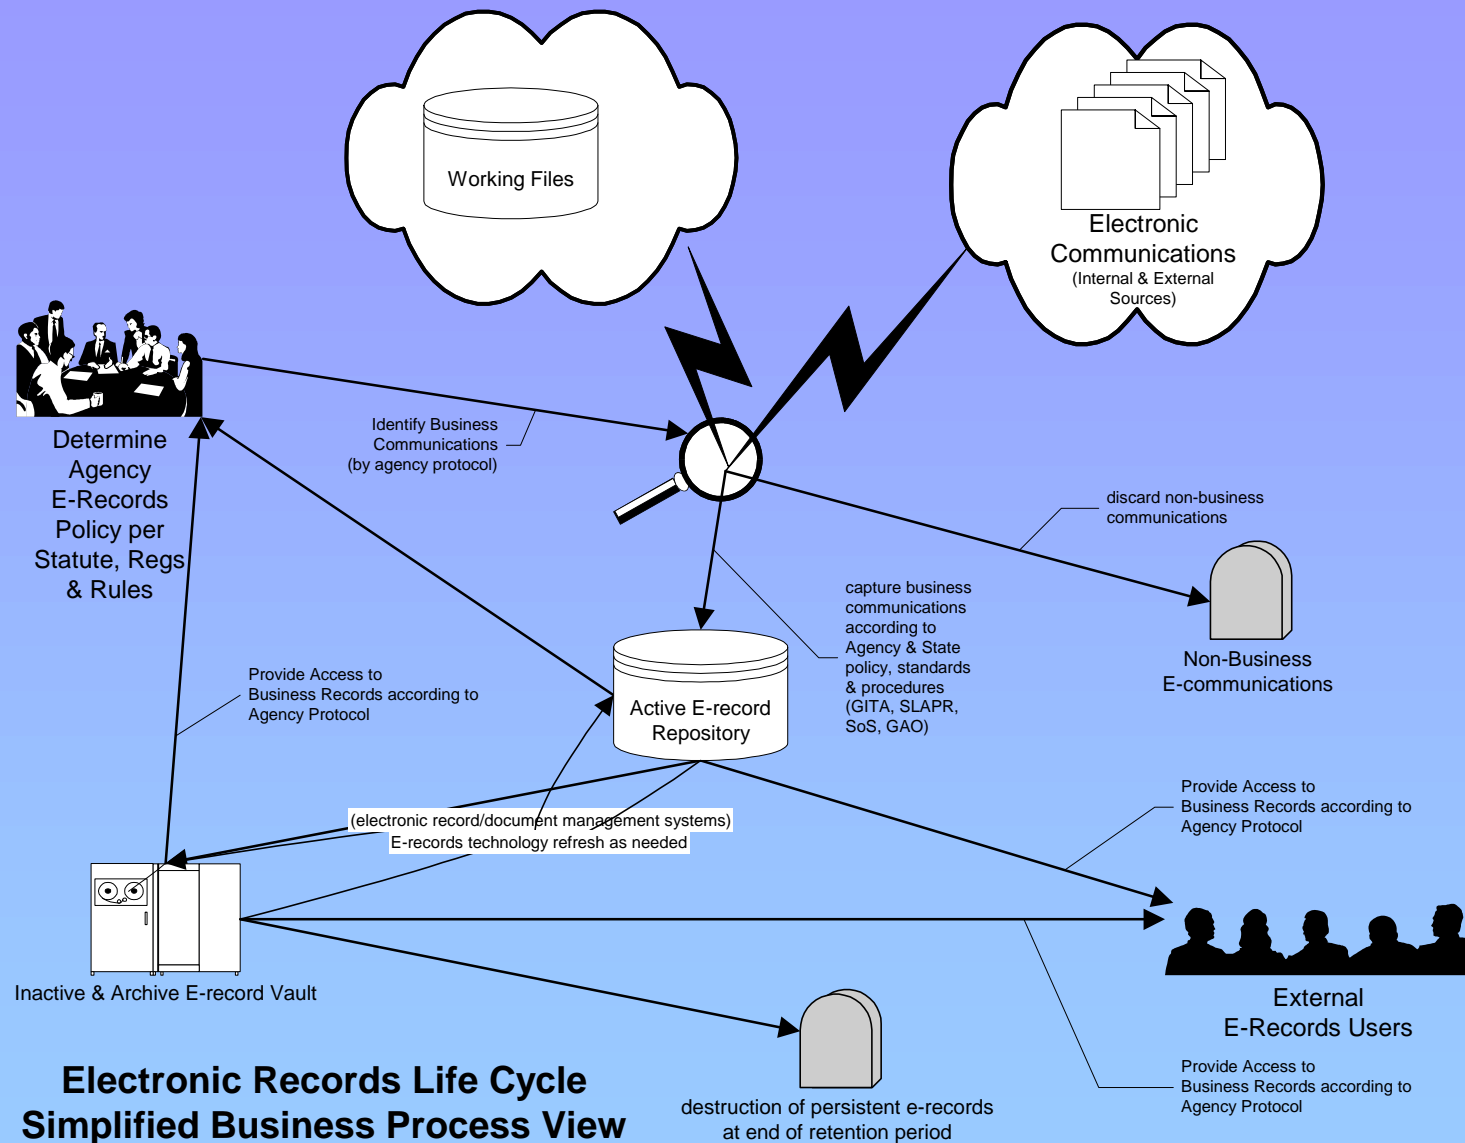 Working Files
Electronic
Communications
(Internal & External
Sources)
Identify Business
Communications
(by agency protocol)
Determine
Agency
E-Records
Policy per
Statute, Regs
& Rules
discard non-business
communications
capture business
communications
according to
Agency & State
policy, standards
& procedures
(GITA, SLAPR,
SoS, GAO)
Non-Business
E-communications
Provide Access to
Business Records according to
Agency Protocol
Active E-record
Repository
(electronic record/document management systems)
E-records technology refresh as needed
Provide Access to
Business Records according to
Agency Protocol
Inactive & Archive E-record Vault
External
E-Records Users
Provide Access to
Business Records according to
Agency Protocol
destruction of persistent e-records
at end of retention period
Electronic Records Life Cycle
Simplified Business Process View